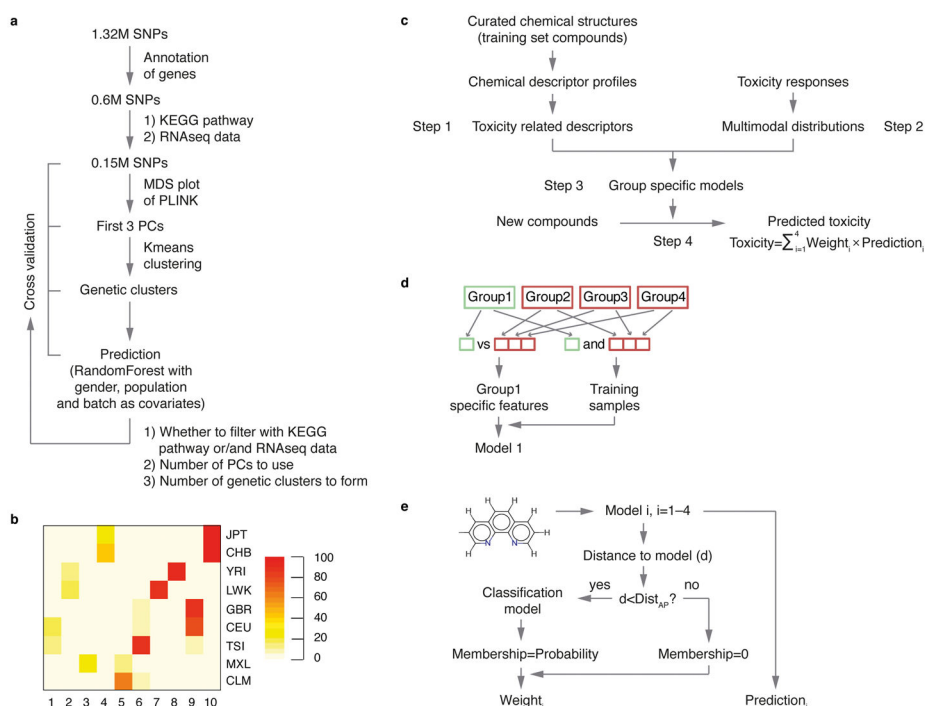 a
1.32M SNPs
Annotation
of genes
0.6M SNPs
1) KEGG pathway
2) RNAseq data
0.15M SNPs
MDS plot
of PLINK
First 3 PCs
Kmeans
clustering
Genetic clusters
Cross validation
Prediction
(RandomForest with
gender, population
and batch as covariates)
1) Whether to filter with KEGG
pathway or/and RNAseq data
2) Number of PCs to use
3) Number of genetic clusters to form
b
JPT
CHB
YRI
LWK
GBR
CEU
TSI
MXL
CLM
100
80
60
40
20
0
1 2 3 4 5 6 7 8 9 10
c
Curated chemical structures
(training set compounds)
Chemical descriptor profiles
Toxicity responses
Step 1 Toxicity related descriptors
Multimodal distributions Step 2
Step 3 Group specific models
New compounds
Step 4
Predicted toxicity
Toxicity=∑⁴ᵢ₌₁Weightᵢ×Predictionᵢ
d
Group1 Group2 Group3 Group4
vs and
Group1
specific features
Training
samples
Model 1
e
H H
H H
H H H
N N
Model i, i=1–4
Distance to model (d)
yes no
d<Dist_AP?
Classification
model
Membership=Probability
Membership=0
Weightᵢ
Predictionᵢ